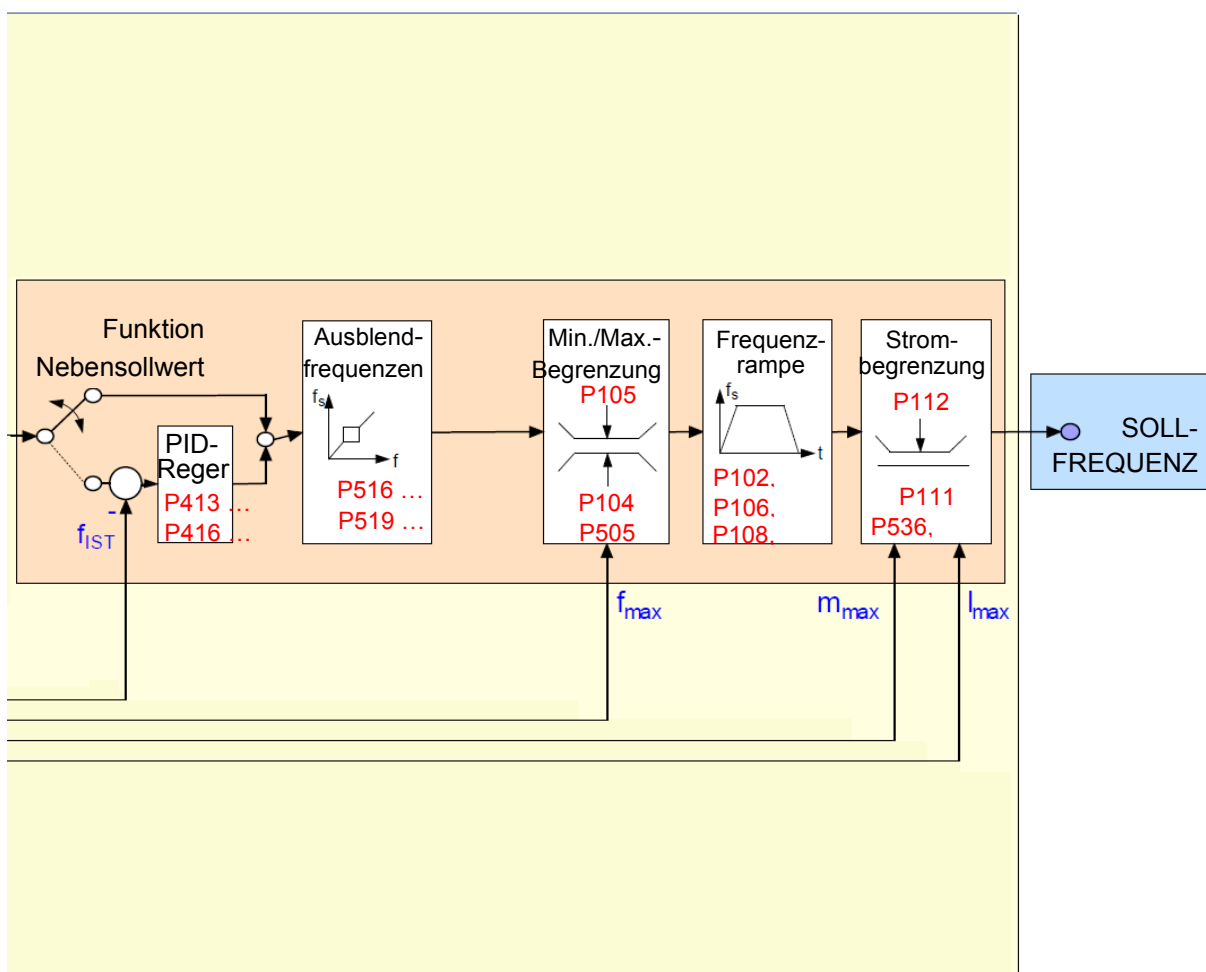 Funktion
Nebensollwert
PID-
Reger
P413 ...
P416 ...
-
fIST
Ausblend-
frequenzen
fs
f
P516 ...
P519 ...
Min./Max.-
Begrenzung
P105
P104
P505
fmax
Frequenz-
rampe
fs
t
P102,
P106,
P108,
Strom-
begrenzung
P112
P111
P536,
mmax
Imax
SOLL-
FREQUENZ